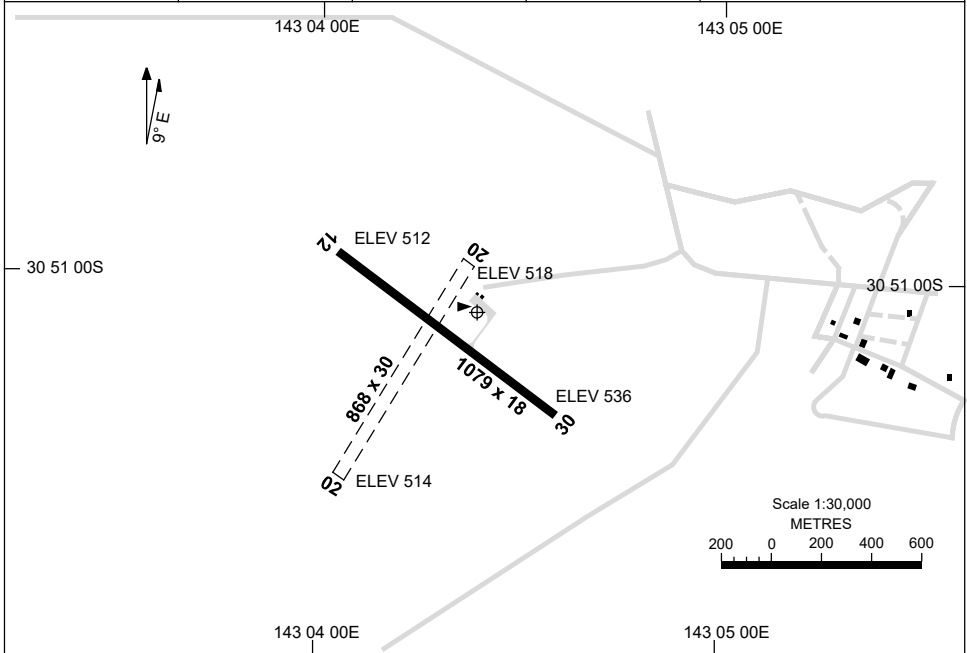 143 04 00E
143 05 00E
9° E
12
ELEV 512
20
ELEV 518
30 51 00S
30 51 00S
868 x 30
1079 x 18
ELEV 536
30
02
ELEV 514
Scale 1:30,000
METRES
200 0 200 400 600
143 04 00E
143 05 00E